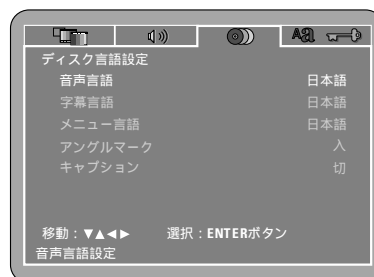 Aあ
ディスク言語設定
音声言語 日本語
字幕言語 日本語
メニュー言語 日本語
アングルマーク 入
キャプション 切
移動：▼▲◀▶ 選択：ENTERボタン
音声言語設定